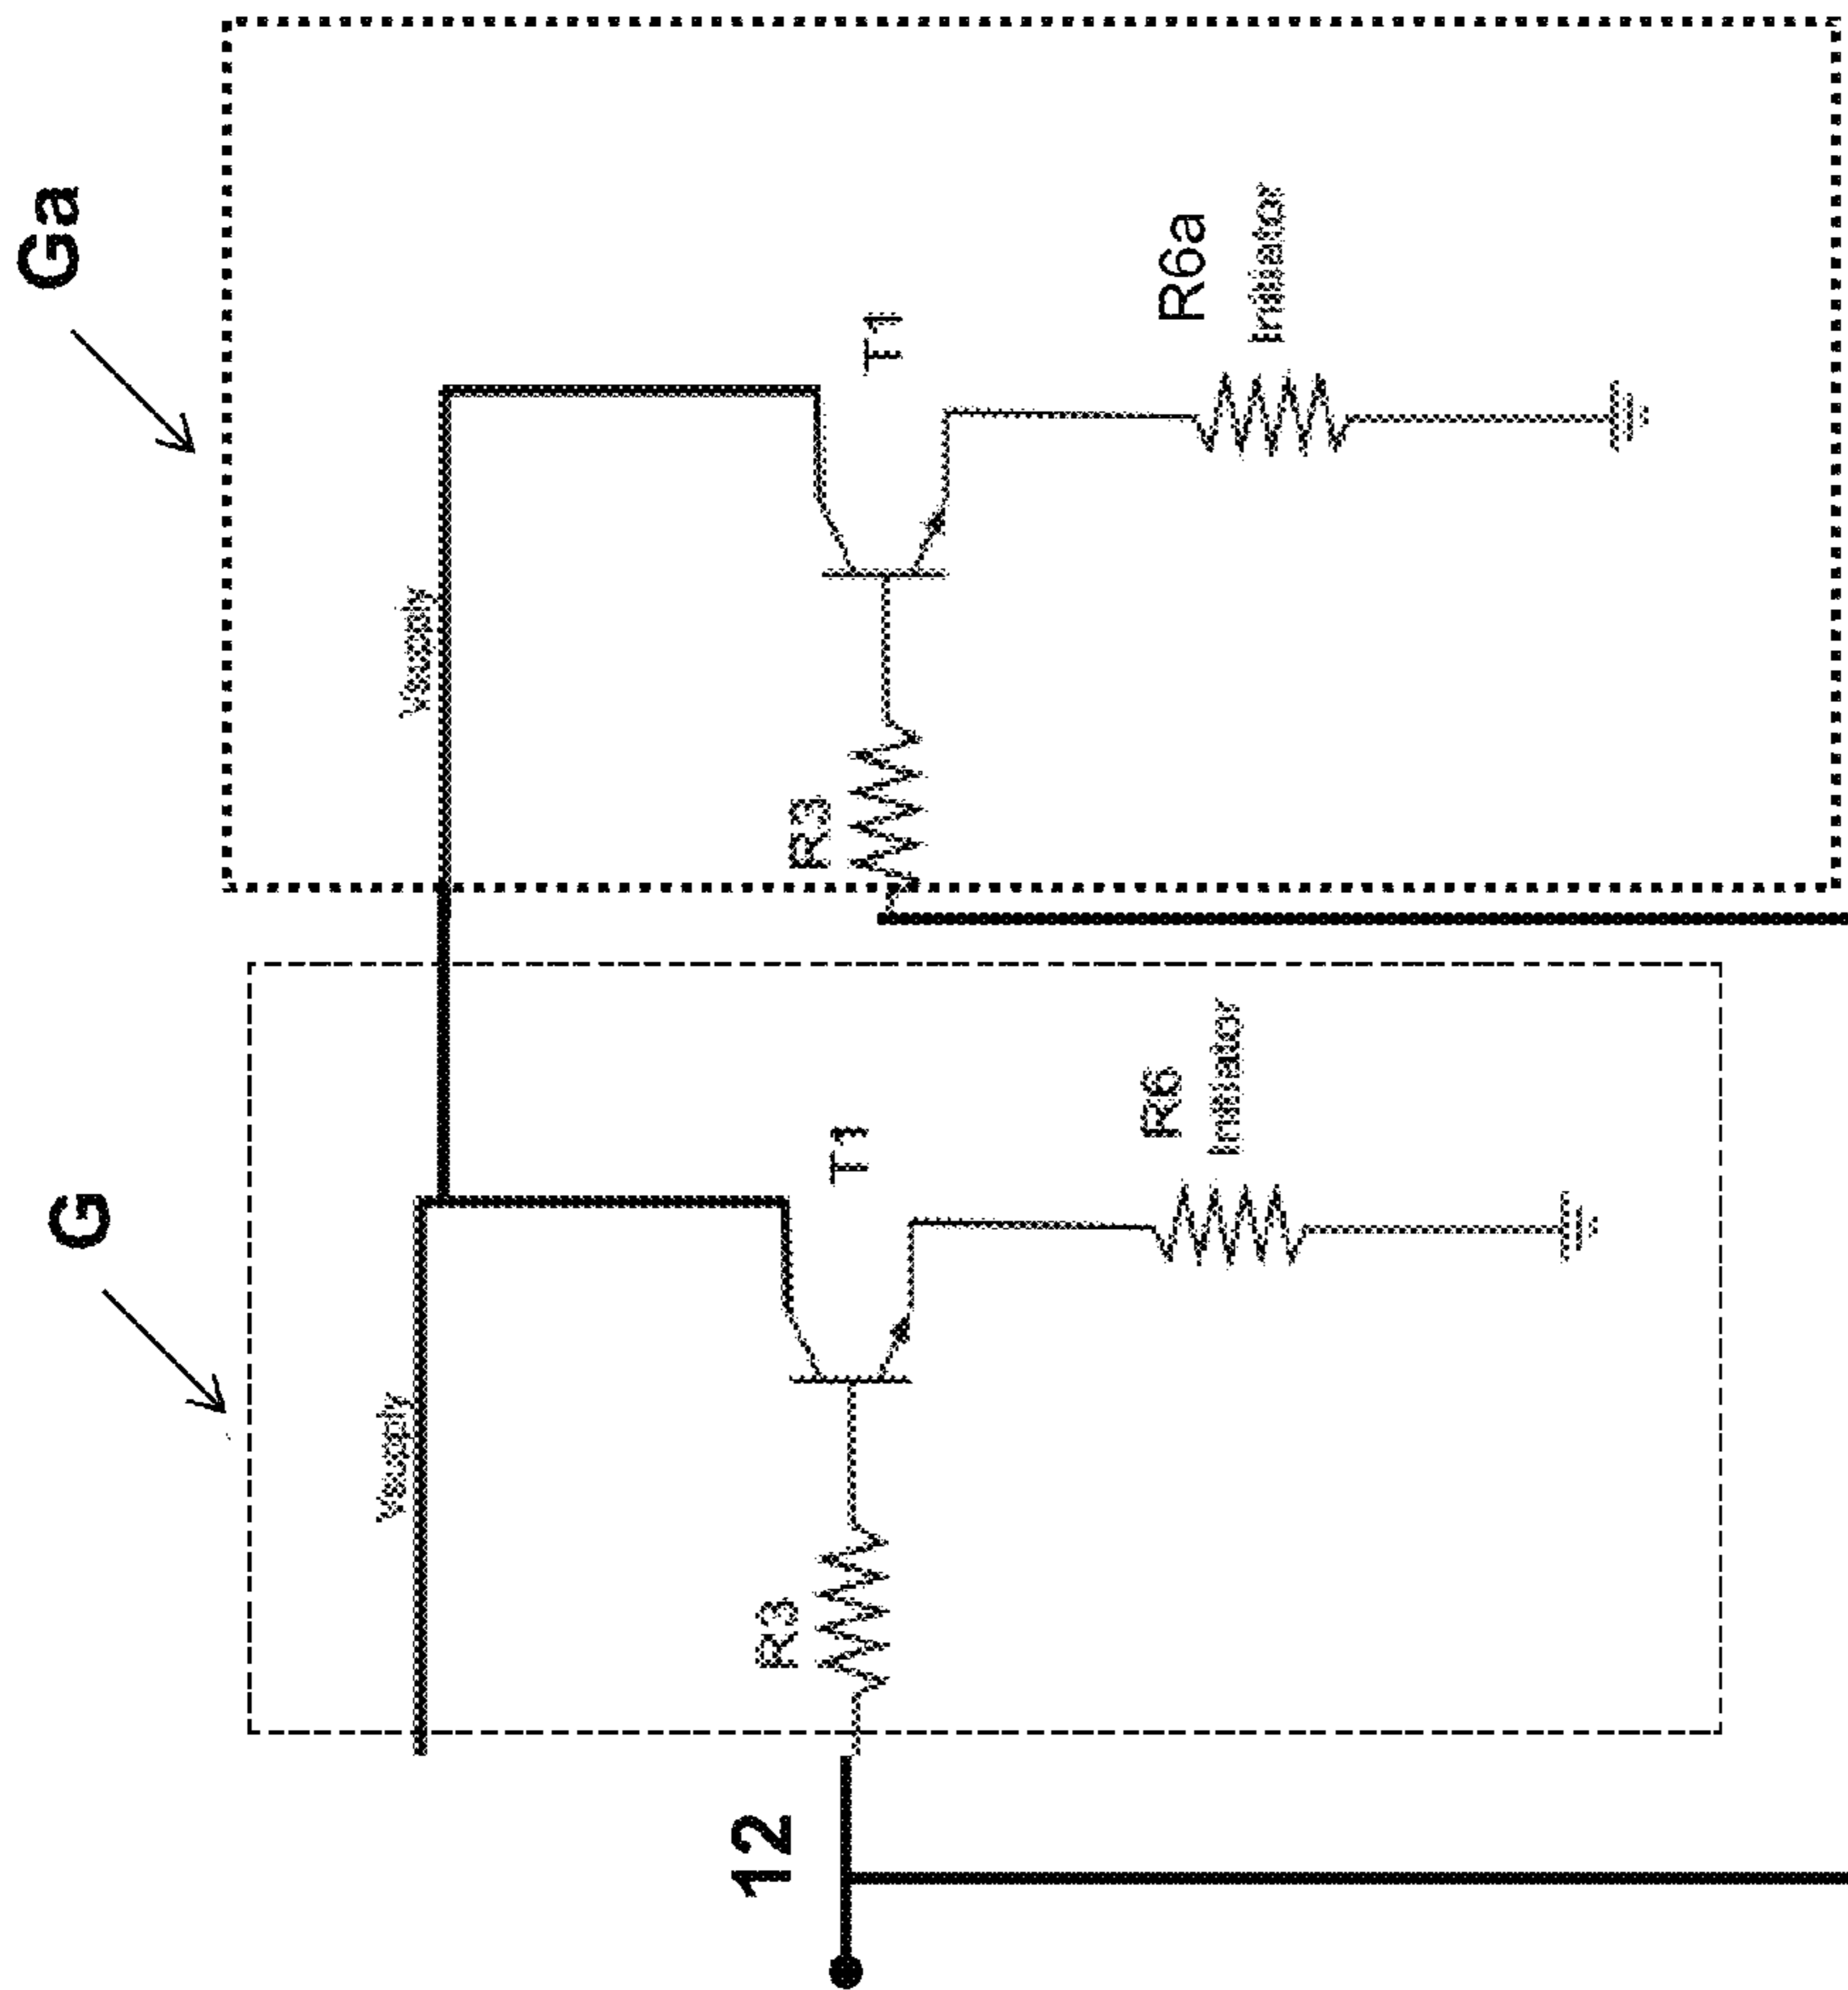 G
Ga
Vsupply
Vsupply
R3
T1
R3
T1
12
R6
Initiator
R6a
Initiator